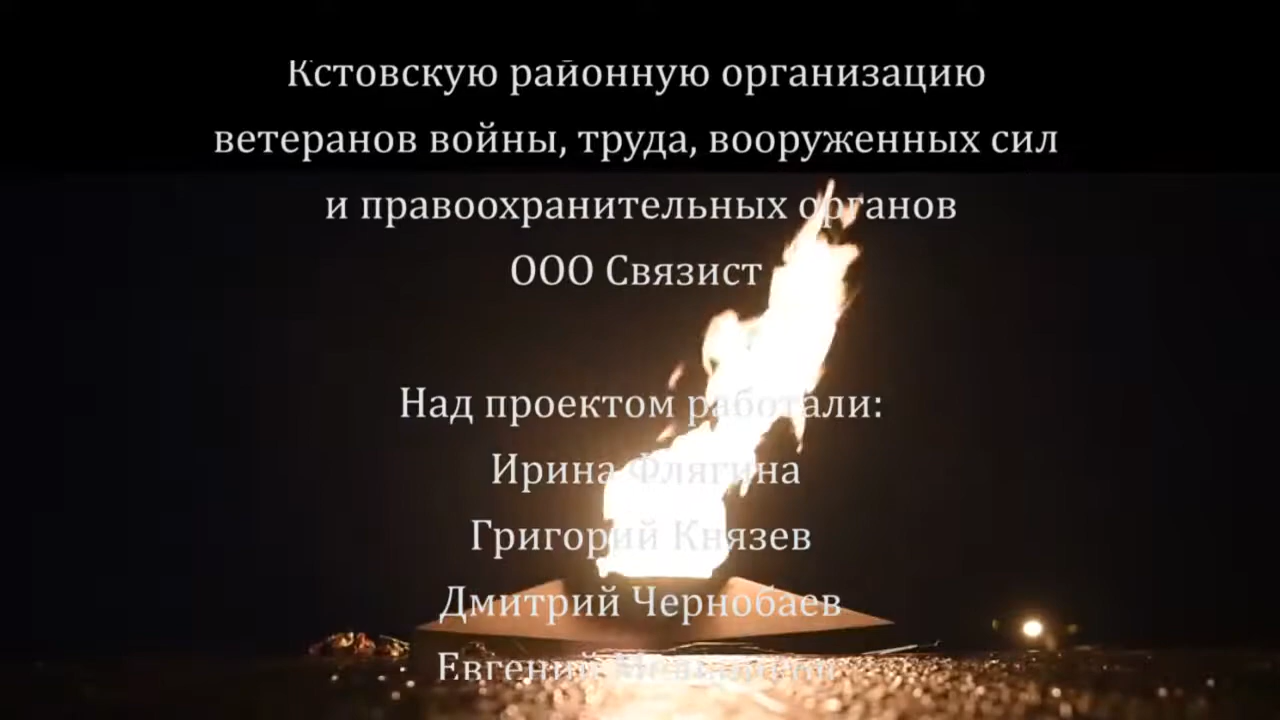 Кстовскую районную организацию
ветеранов войны, труда, вооруженных сил
и правоохранительных органов
ООО Связист
Над проектом работали:
Ирина Флягина
Григорий Князев
Дмитрий Чернобаев
Евгений